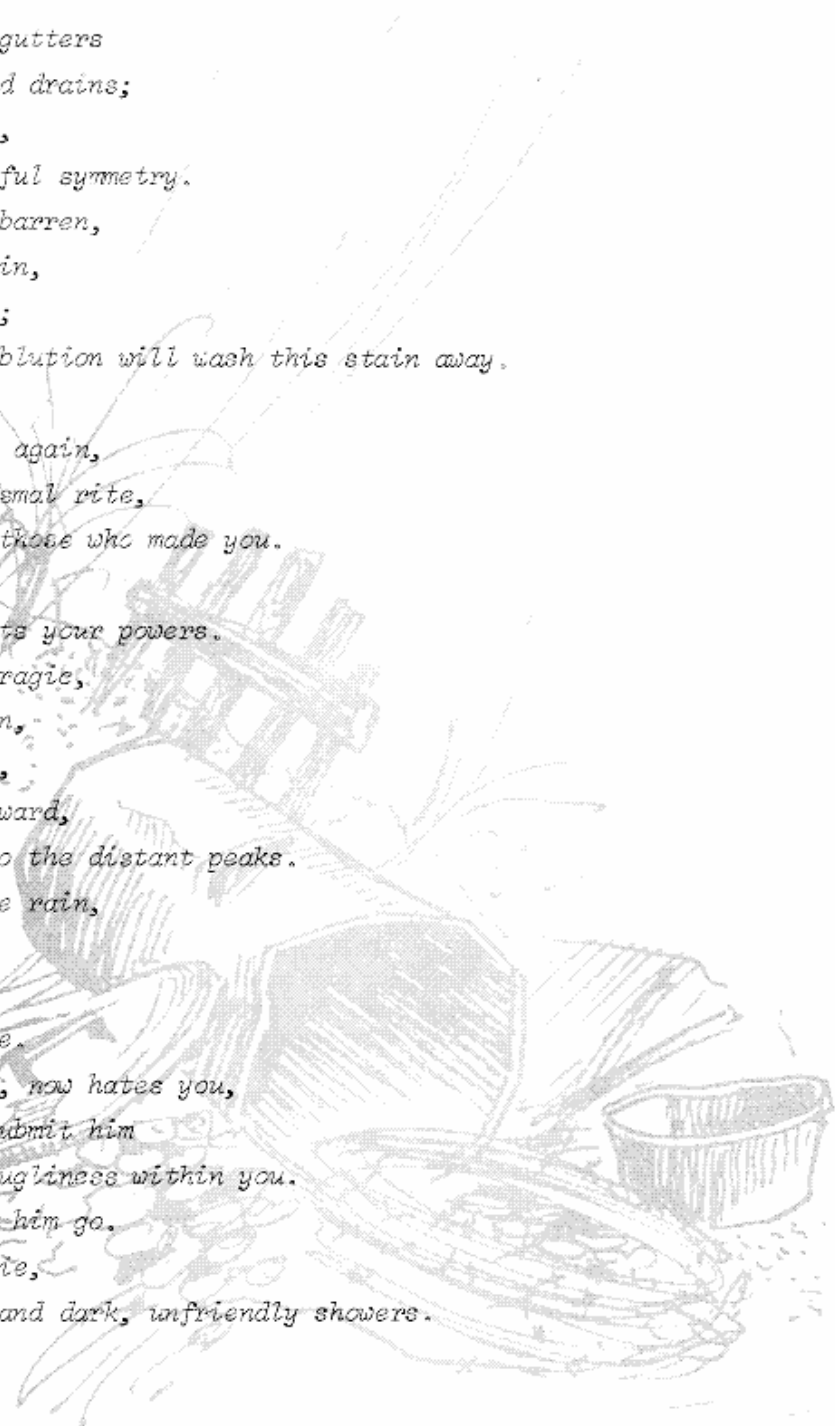 gutters
d drains;
,
ful symmetry.
barren,
in,
;
blution will wash this stain away.
again,
smal rite,
those who made you.
ts your powers.
ragie,
n,
,
ward,
o the distant peaks.
e rain,
e.
, now hates you,
ubmit him
ugliness within you.
him go.
ie,
and dark, unfriendly showers.